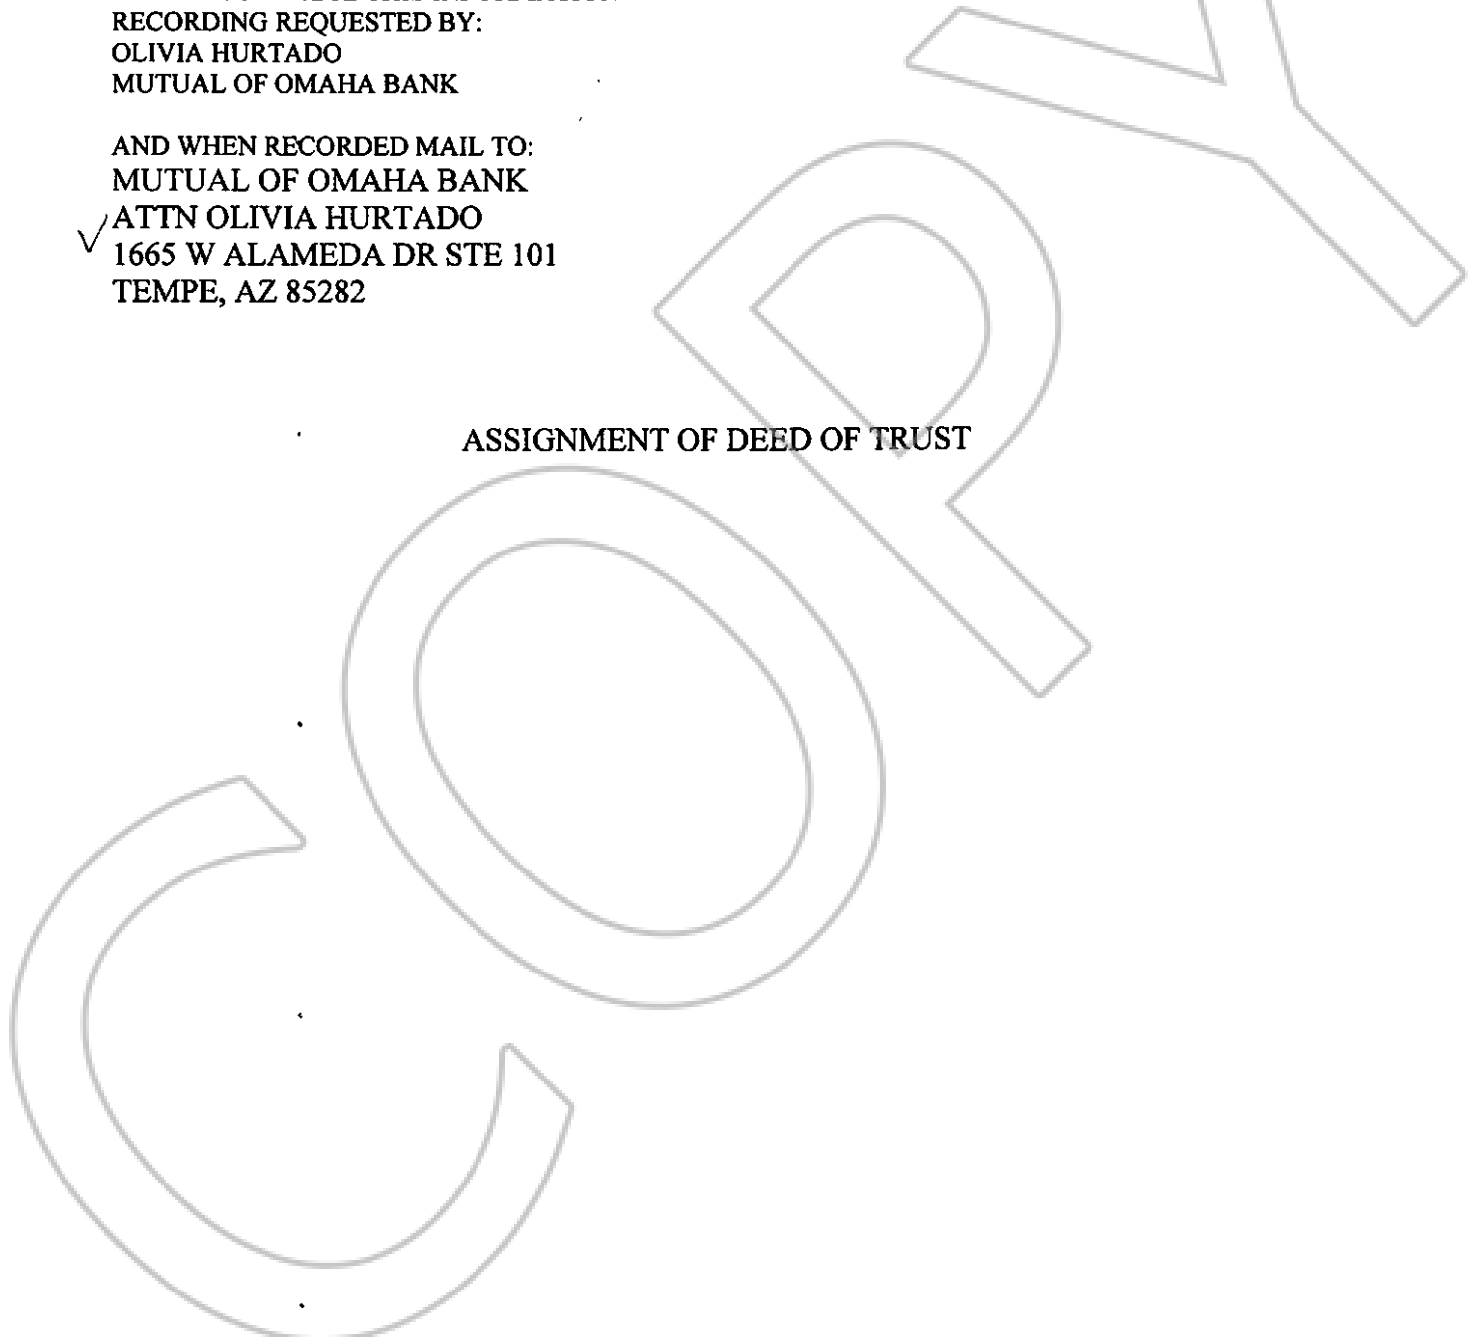 RECORDING REQUESTED BY:
OLIVIA HURTADO
MUTUAL OF OMAHA BANK
AND WHEN RECORDED MAIL TO:
MUTUAL OF OMAHA BANK
ATTN OLIVIA HURTADO
1665 W ALAMEDA DR STE 101
TEMPE, AZ 85282
ASSIGNMENT OF DEED OF TRUST
COPY